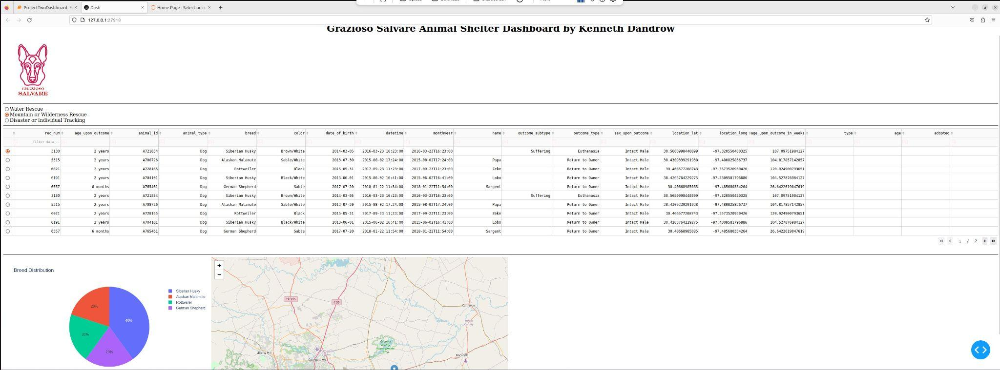 ProjectTwoDashboard_F
Dash
Home Page - Select or cre
127.0.0.1:27918
Grazioso Salvare Animal Shelter Dashboard by Kenneth Dandrow
GRAZIOSO
SALVARE
Water Rescue
Mountain or Wilderness Rescue
Disaster or Individual Tracking
rec_num age_upon_outcome animal_id animal_type breed color date_of_birth datetime monthyear name outcome_subtype outcome_type sex_upon_outcome location_lat location_long age_upon_outcome_in_weeks type age adopted
filter data...
3130 2 years A721834 Dog Siberian Husky Brown/White 2014-03-05 2016-03-23 16:23:00 2016-03-23T16:23:00 Suffering Euthanasia Intact Male 30.5680998448899 -97.320550480325 107.09751984127
5315 2 years A708726 Dog Alaskan Malamute Sable/White 2013-07-30 2015-08-02 17:24:00 2015-08-02T17:24:00 Papa Return to Owner Intact Male 30.4309339291938 -97.480825836737 104.817857142857
6021 2 years A728165 Dog Rottweiler Black 2015-05-31 2017-09-23 11:23:00 2017-09-23T11:23:00 Zeke Return to Owner Intact Male 30.466577208743 -97.5573520930426 120.924900793651
6191 2 years A704101 Dog Siberian Husky Black/White 2013-06-01 2015-06-02 16:41:00 2015-06-02T16:41:00 Lobo Return to Owner Intact Male 30.4263764229275 -97.4309581796886 104.527876984127
6557 6 months A765461 Dog German Shepherd Sable 2017-07-20 2018-01-22 11:54:00 2018-01-22T11:54:00 Sargent Return to Owner Intact Male 30.40668985085 -97.485680334264 26.6422619047619
3130 2 years A721834 Dog Siberian Husky Brown/White 2014-03-05 2016-03-23 16:23:00 2016-03-23T16:23:00 Suffering Euthanasia Intact Male 30.5680998448899 -97.320550480325 107.09751984127
5315 2 years A708726 Dog Alaskan Malamute Sable/White 2013-07-30 2015-08-02 17:24:00 2015-08-02T17:24:00 Papa Return to Owner Intact Male 30.4309339291938 -97.480825836737 104.817857142857
6021 2 years A728165 Dog Rottweiler Black 2015-05-31 2017-09-23 11:23:00 2017-09-23T11:23:00 Zeke Return to Owner Intact Male 30.466577208743 -97.5573520930426 120.924900793651
6191 2 years A704101 Dog Siberian Husky Black/White 2013-06-01 2015-06-02 16:41:00 2015-06-02T16:41:00 Lobo Return to Owner Intact Male 30.4263764229275 -97.4309581796886 104.527876984127
6557 6 months A765461 Dog German Shepherd Sable 2017-07-20 2018-01-22 11:54:00 2018-01-22T11:54:00 Sargent Return to Owner Intact Male 30.40668985085 -97.485680334264 26.6422619047619
1 / 2
Breed Distribution
Siberian Husky
Alaskan Malamute
Rottweiler
German Shepherd
20%
40%
20%
20%
+
−
TX 195
I 35
Cameron
Milam
County
Granger
Wildlife
Management
Area
Liberty Hill
Williamson
County
Georgetown
Rockdale